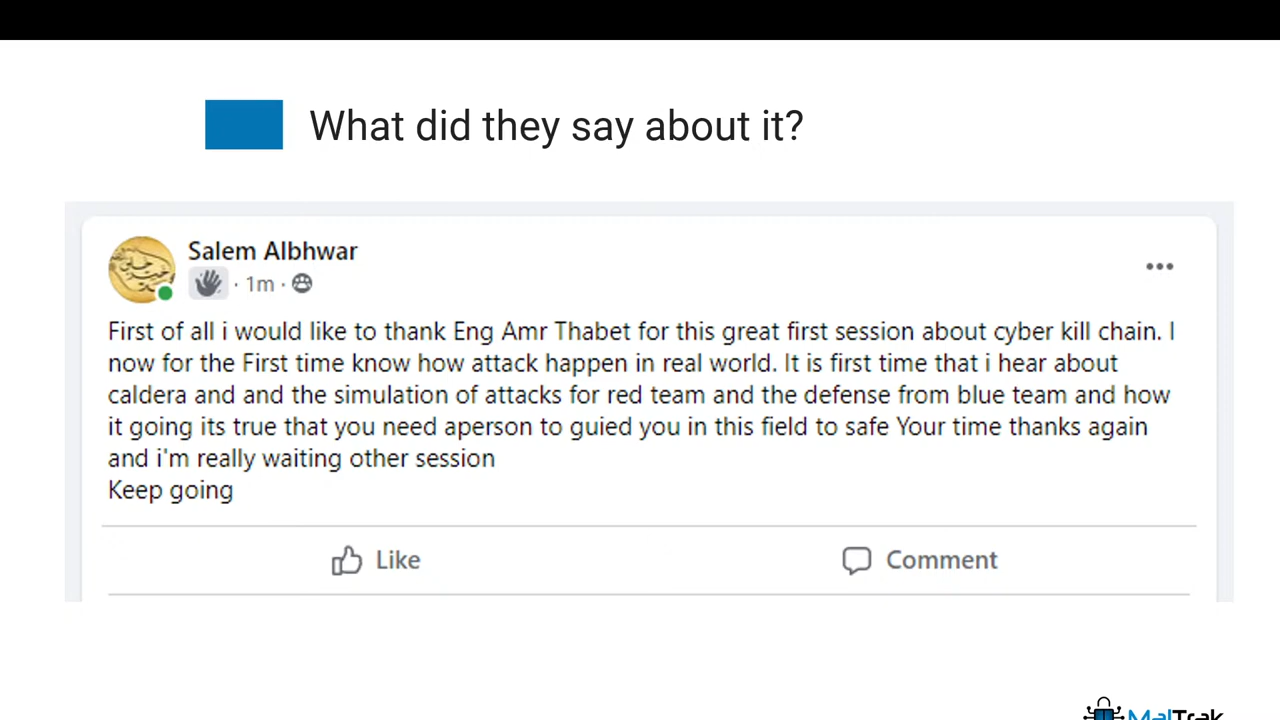 What did they say about it?
Salem Albhwar
· 1m ·
First of all i would like to thank Eng Amr Thabet for this great first session about cyber kill chain. I
now for the First time know how attack happen in real world. It is first time that i hear about
caldera and and the simulation of attacks for red team and the defense from blue team and how
it going its true that you need aperson to guied you in this field to safe Your time thanks again
and i'm really waiting other session
Keep going
Like
Comment
MalTrak